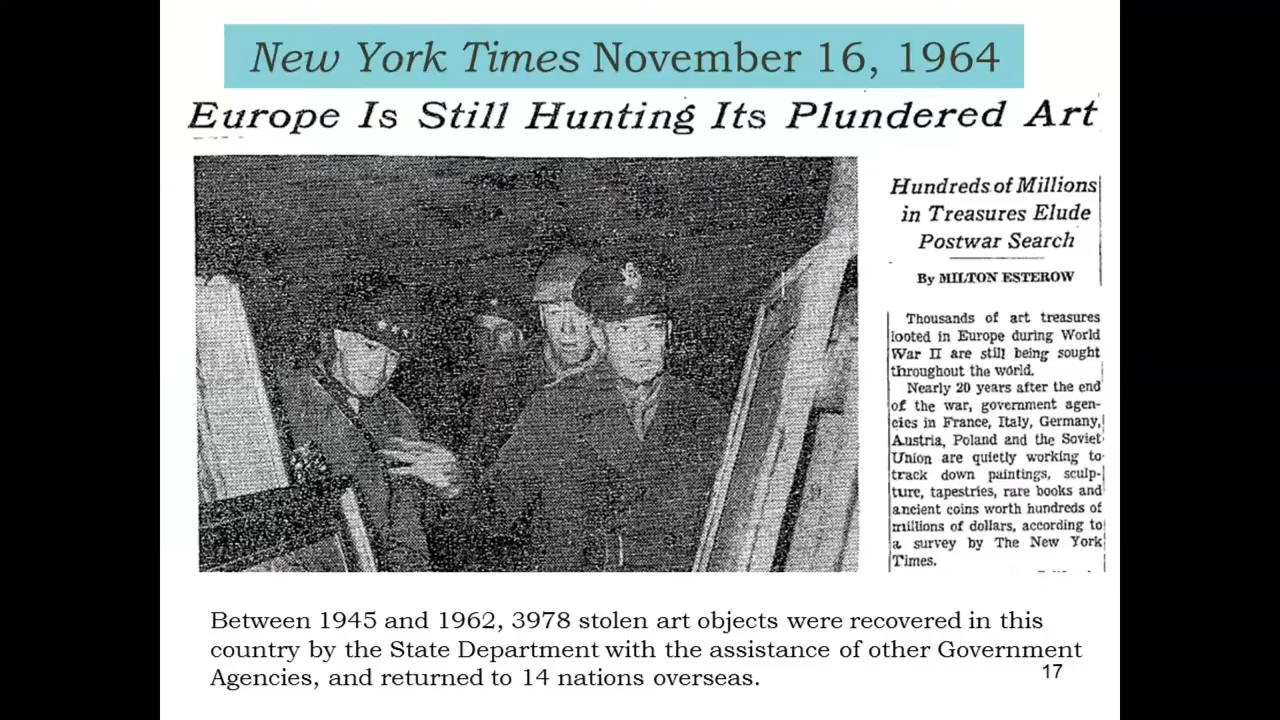 New York Times November 16, 1964
Europe Is Still Hunting Its Plundered Art
Hundreds of Millions
in Treasures Elude
Postwar Search
By MILTON ESTEROW
Thousands of art treasures
looted in Europe during World
War II are still being sought
throughout the world.
Nearly 20 years after the end
of the war, government agen-
cies in France, Italy, Germany,
Austria, Poland and the Soviet
Union are quietly working to
track down paintings, sculp-
ture, tapestries, rare books and
ancient coins worth hundreds of
millions of dollars, according to
a survey by The New York
Times.
Between 1945 and 1962, 3978 stolen art objects were recovered in this
country by the State Department with the assistance of other Government
Agencies, and returned to 14 nations overseas.
17